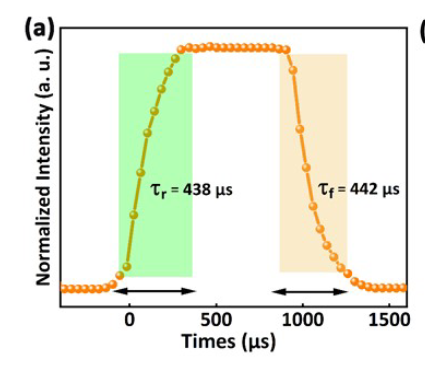 (a)
(
Normalized Intensity (a. u.)
τr = 438 μs
τf = 442 μs
0 500 1000 1500
Times (μs)